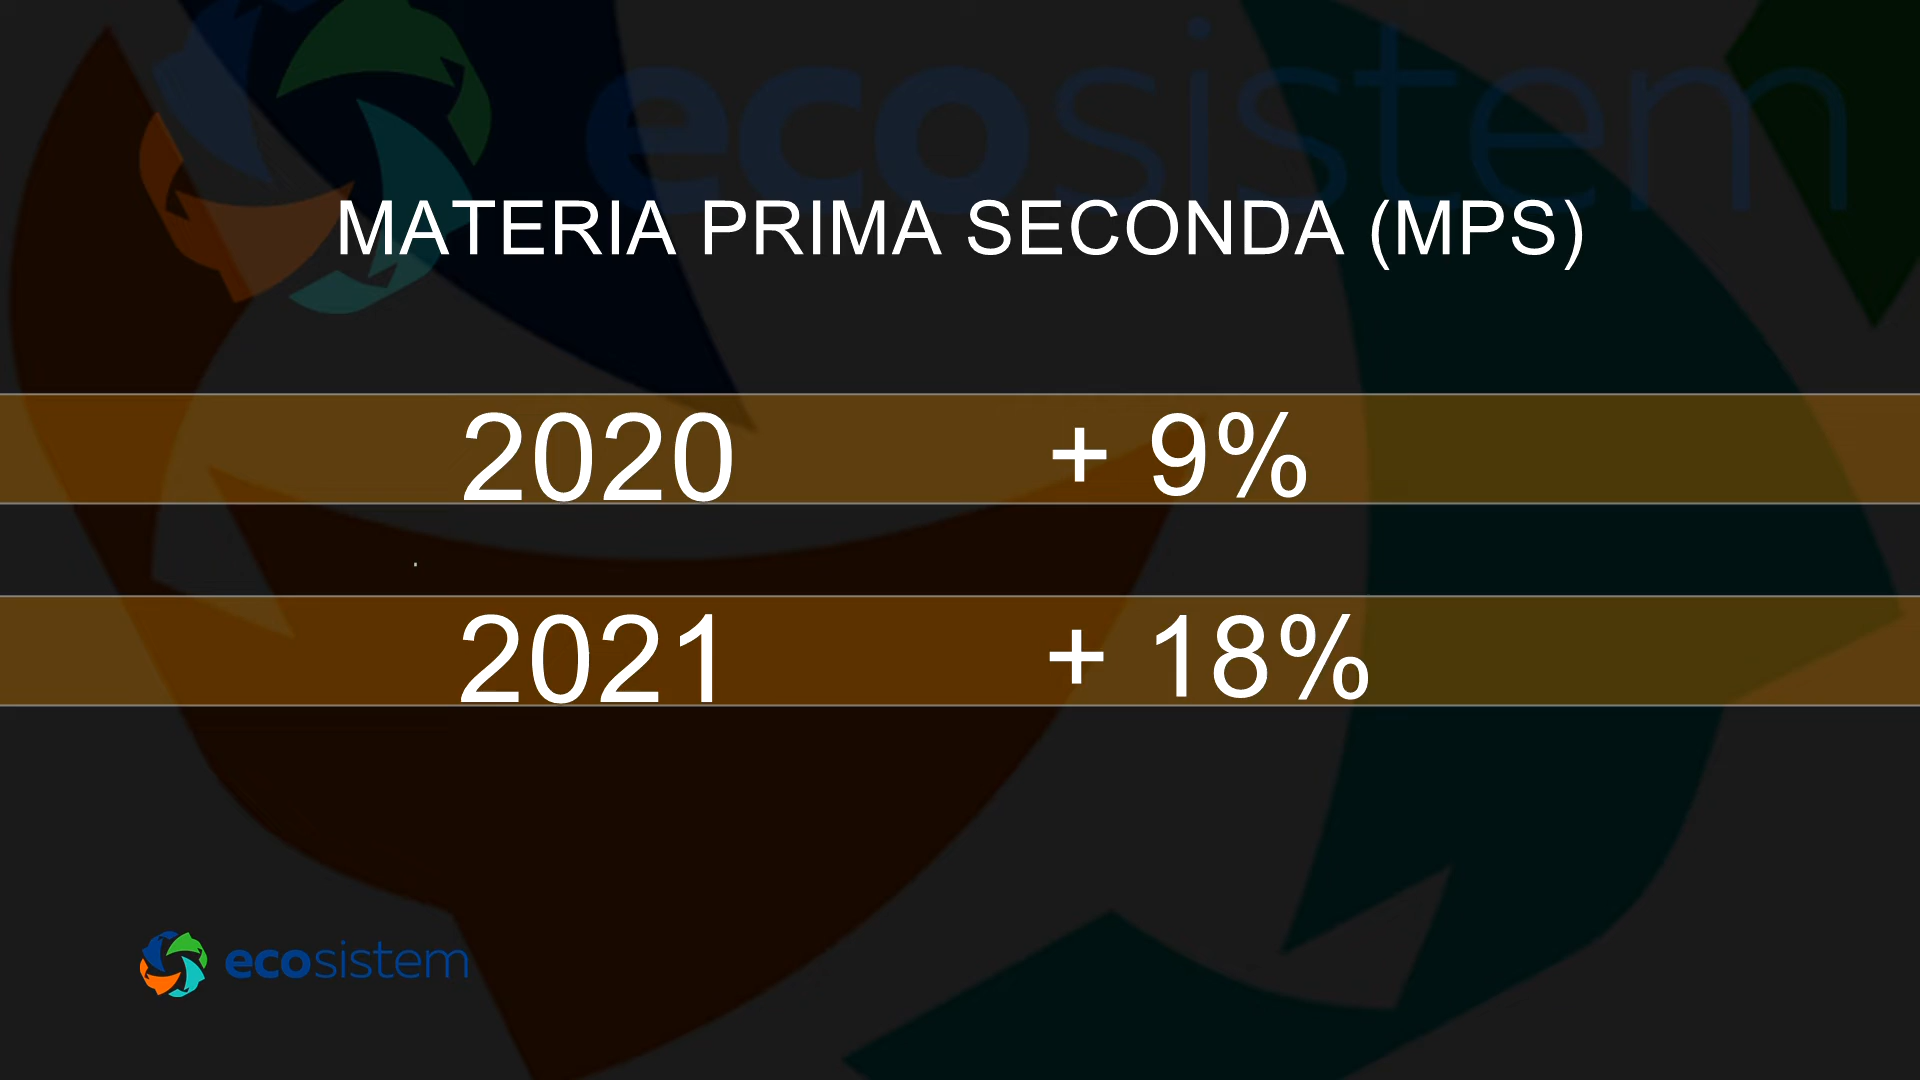 ecosistem
MATERIA PRIMA SECONDA (MPS)
2020 + 9%
2021 + 18%
ecosistem